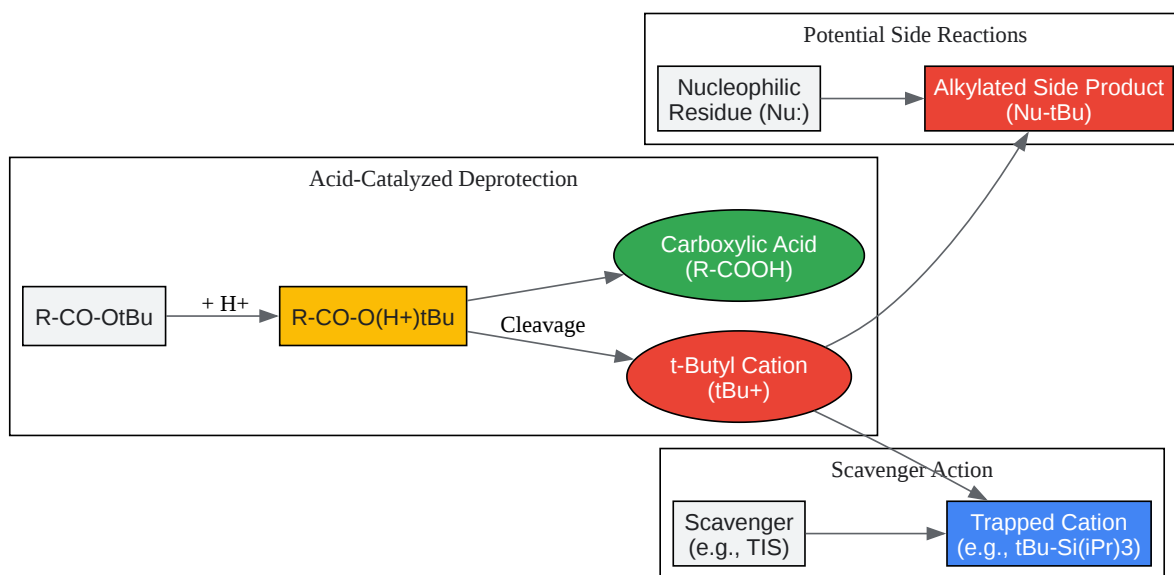 Potential Side Reactions
Nucleophilic
Residue (Nu:)
Alkylated Side Product
(Nu-tBu)
Acid-Catalyzed Deprotection
R-CO-OtBu
+ H+
R-CO-O(H+)tBu
Cleavage
Carboxylic Acid
(R-COOH)
t-Butyl Cation
(tBu+)
Scavenger Action
Scavenger
(e.g., TIS)
Trapped Cation
(e.g., tBu-Si(iPr)3)